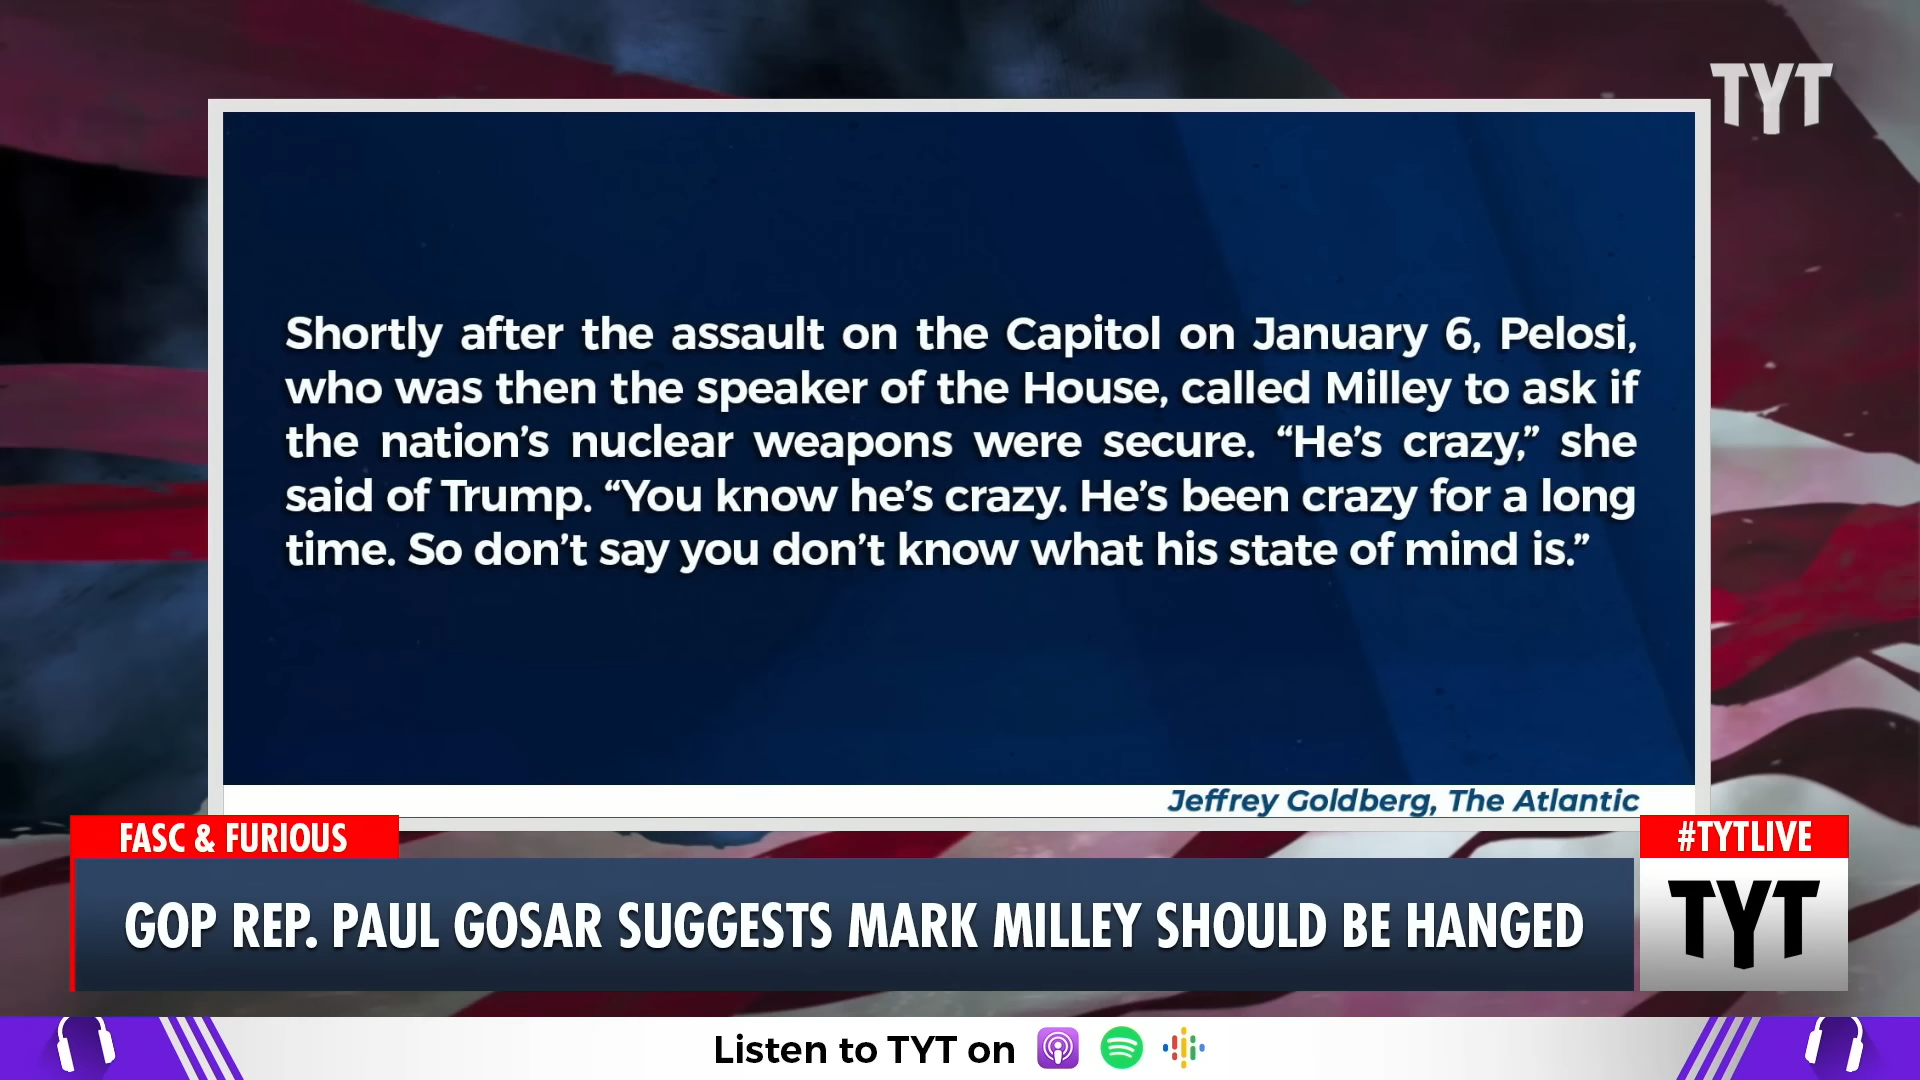 TYT
Shortly after the assault on the Capitol on January 6, Pelosi,
who was then the speaker of the House, called Milley to ask if
the nation’s nuclear weapons were secure. “He’s crazy,” she
said of Trump. “You know he’s crazy. He’s been crazy for a long
time. So don’t say you don’t know what his state of mind is.”
Jeffrey Goldberg, The Atlantic
FASC & FURIOUS
#TYTLIVE
GOP REP. PAUL GOSAR SUGGESTS MARK MILLEY SHOULD BE HANGED
TYT
Listen to TYT on